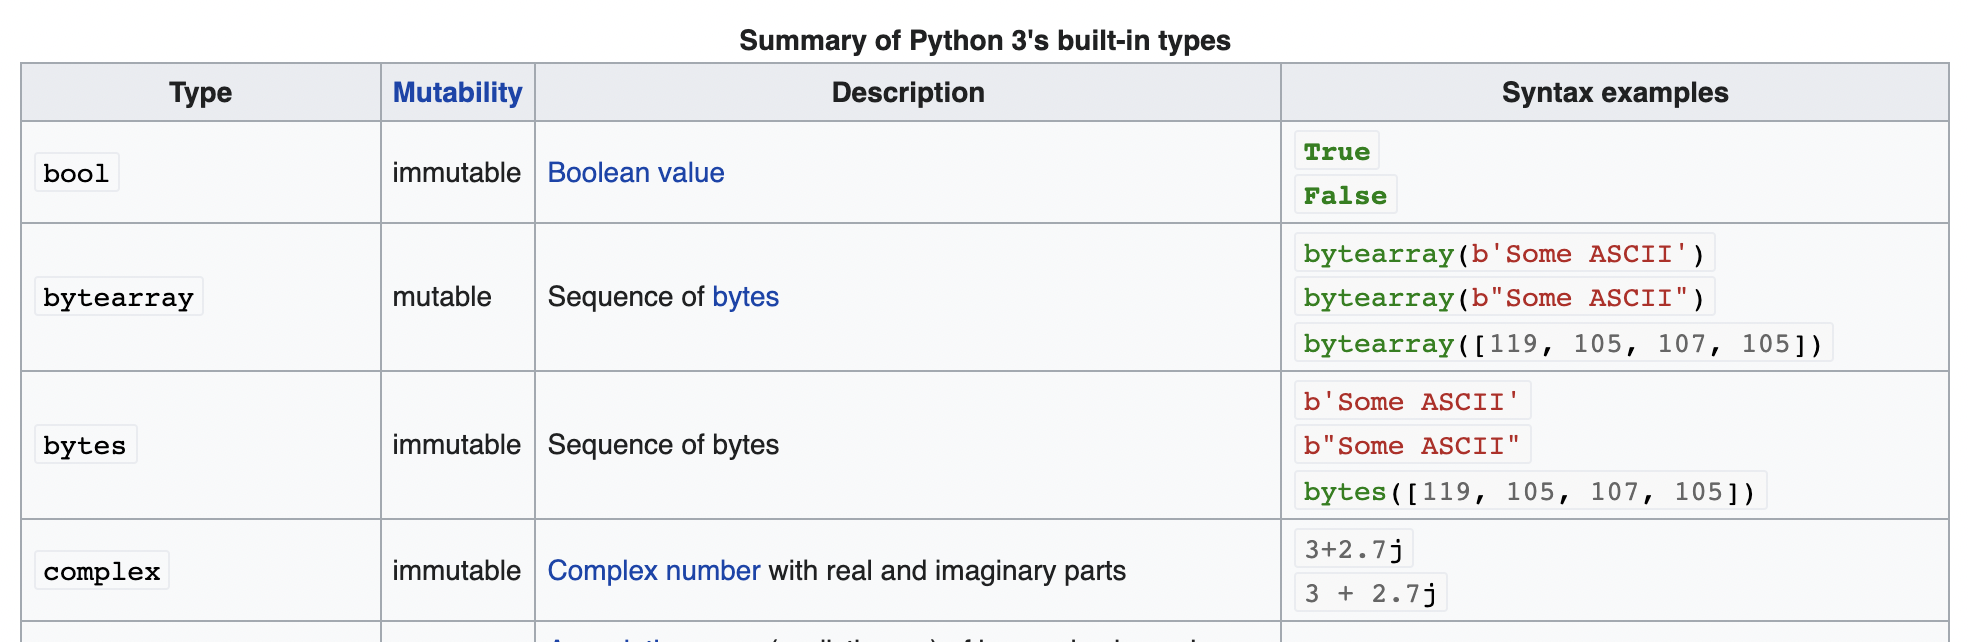 Summary of Python 3's built-in types
Type Mutability Description Syntax examples
bool immutable Boolean value True
False
bytearray mutable Sequence of bytes bytearray(b'Some ASCII')
bytearray(b"Some ASCII")
bytearray([119, 105, 107, 105])
bytes immutable Sequence of bytes b'Some ASCII'
b"Some ASCII"
bytes([119, 105, 107, 105])
complex immutable Complex number with real and imaginary parts 3+2.7j
3 + 2.7j